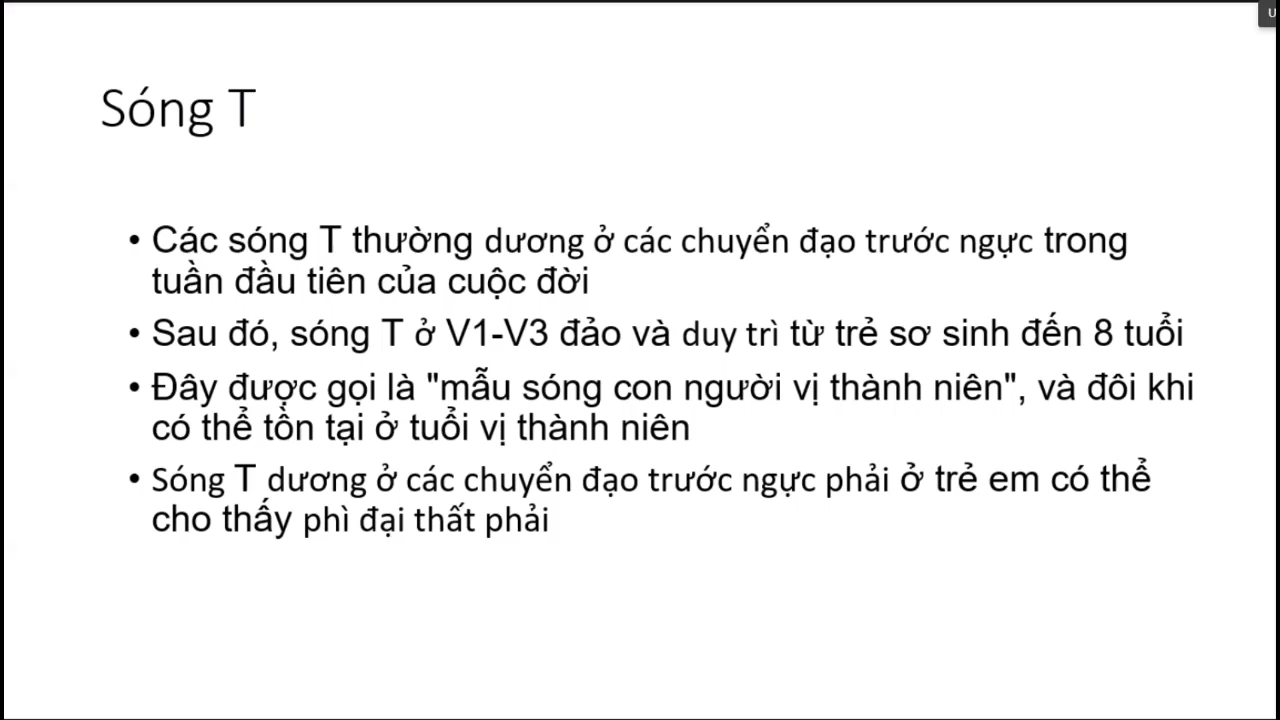 Sóng T
• Các sóng T thường dương ở các chuyển đạo trước ngực trong
tuần đầu tiên của cuộc đời
• Sau đó, sóng T ở V1-V3 đảo và duy trì từ trẻ sơ sinh đến 8 tuổi
• Đây được gọi là "mẫu sóng con người vị thành niên", và đôi khi
có thể tồn tại ở tuổi vị thành niên
• Sóng T dương ở các chuyển đạo trước ngực phải ở trẻ em có thể
cho thấy phì đại thất phải